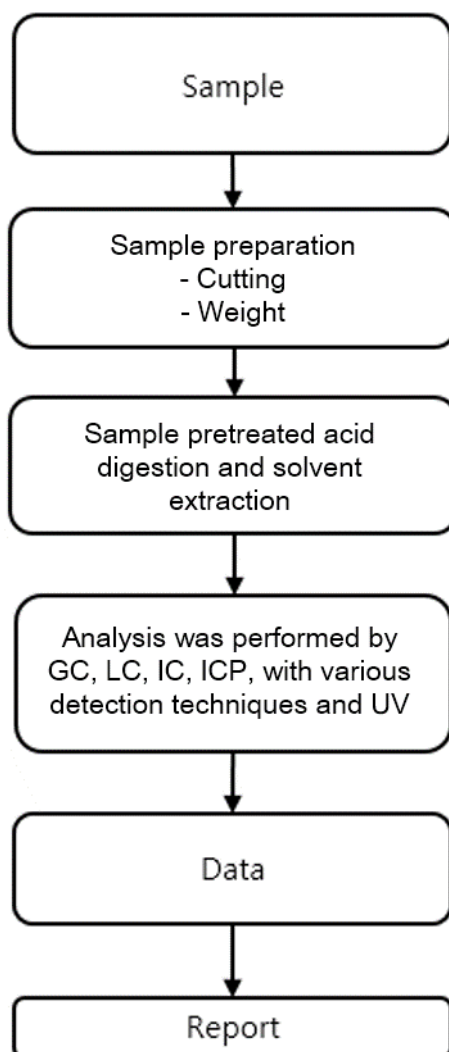 Sample
Sample preparation
- Cutting
- Weight
Sample pretreated acid
digestion and solvent
extraction
Analysis was performed by
GC, LC, IC, ICP, with various
detection techniques and UV
Data
Report